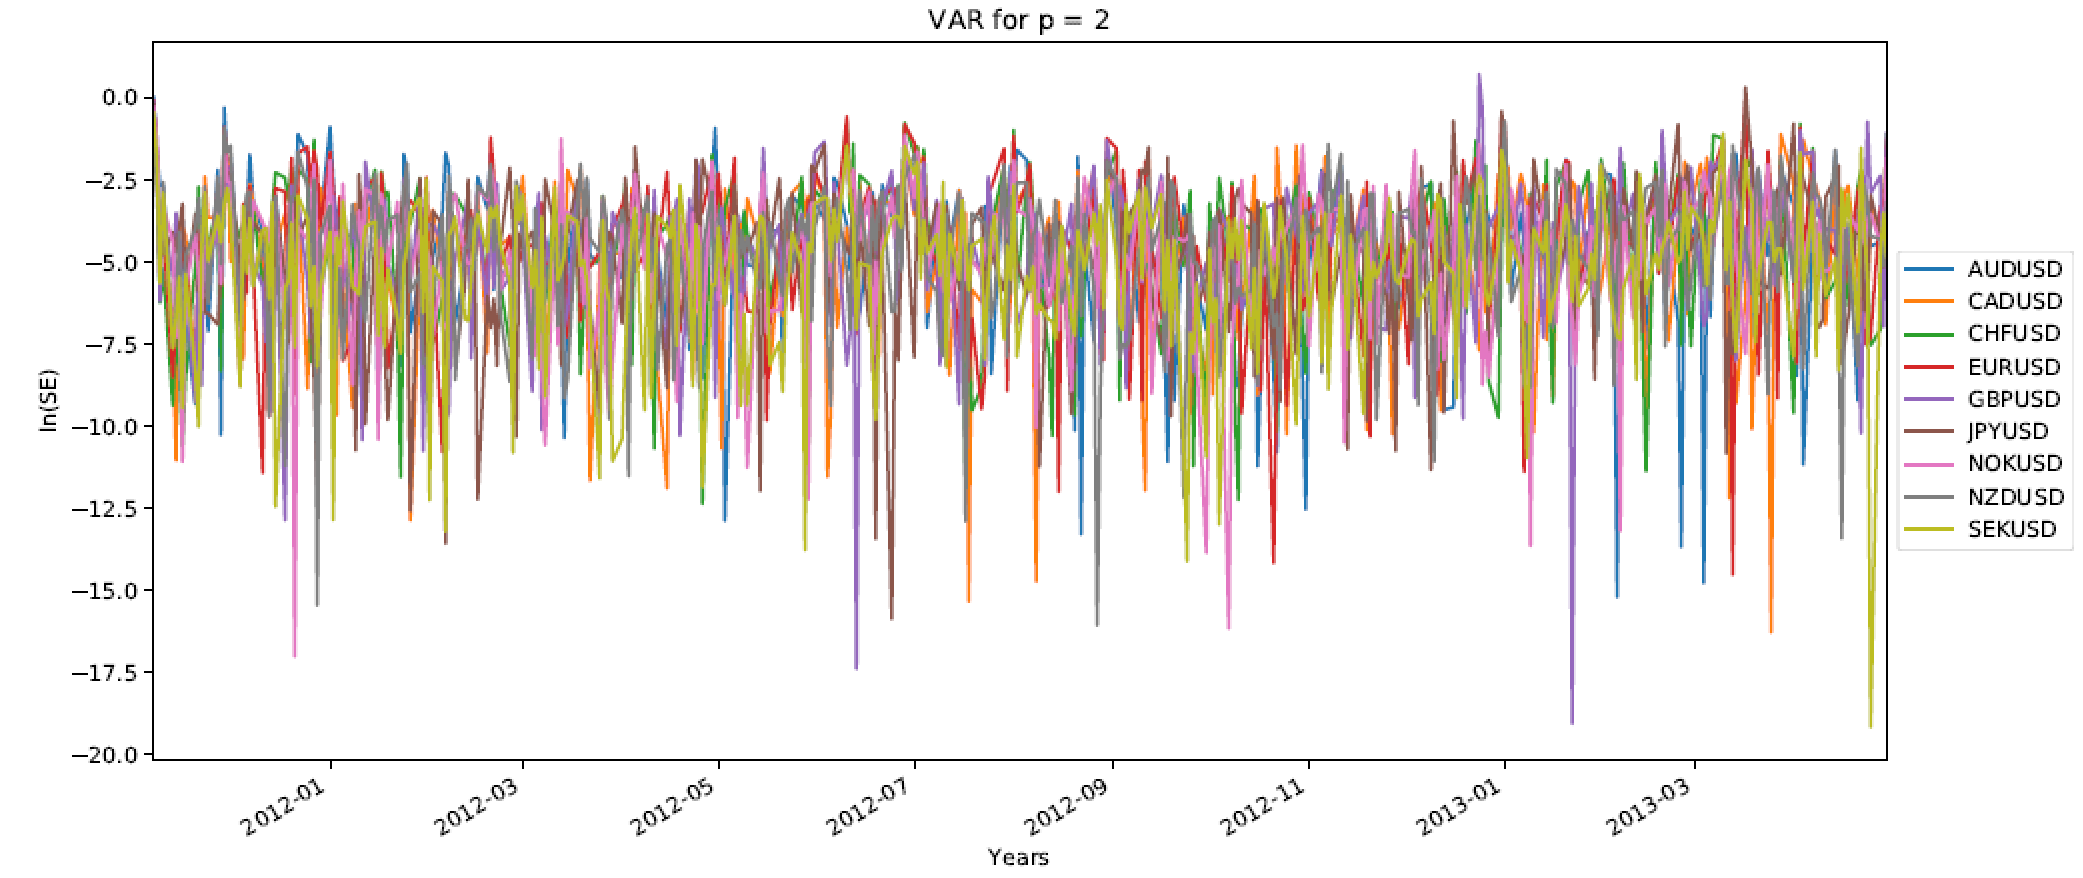 VAR for p = 2
0.0
−2.5
−5.0
−7.5
−10.0
−12.5
−15.0
−17.5
−20.0
ln(SE)
2012-01
2012-03
2012-05
2012-07
2012-09
2012-11
2013-01
2013-03
Years
AUDUSD
CADUSD
CHFUSD
EURUSD
GBPUSD
JPYUSD
NOKUSD
NZDUSD
SEKUSD